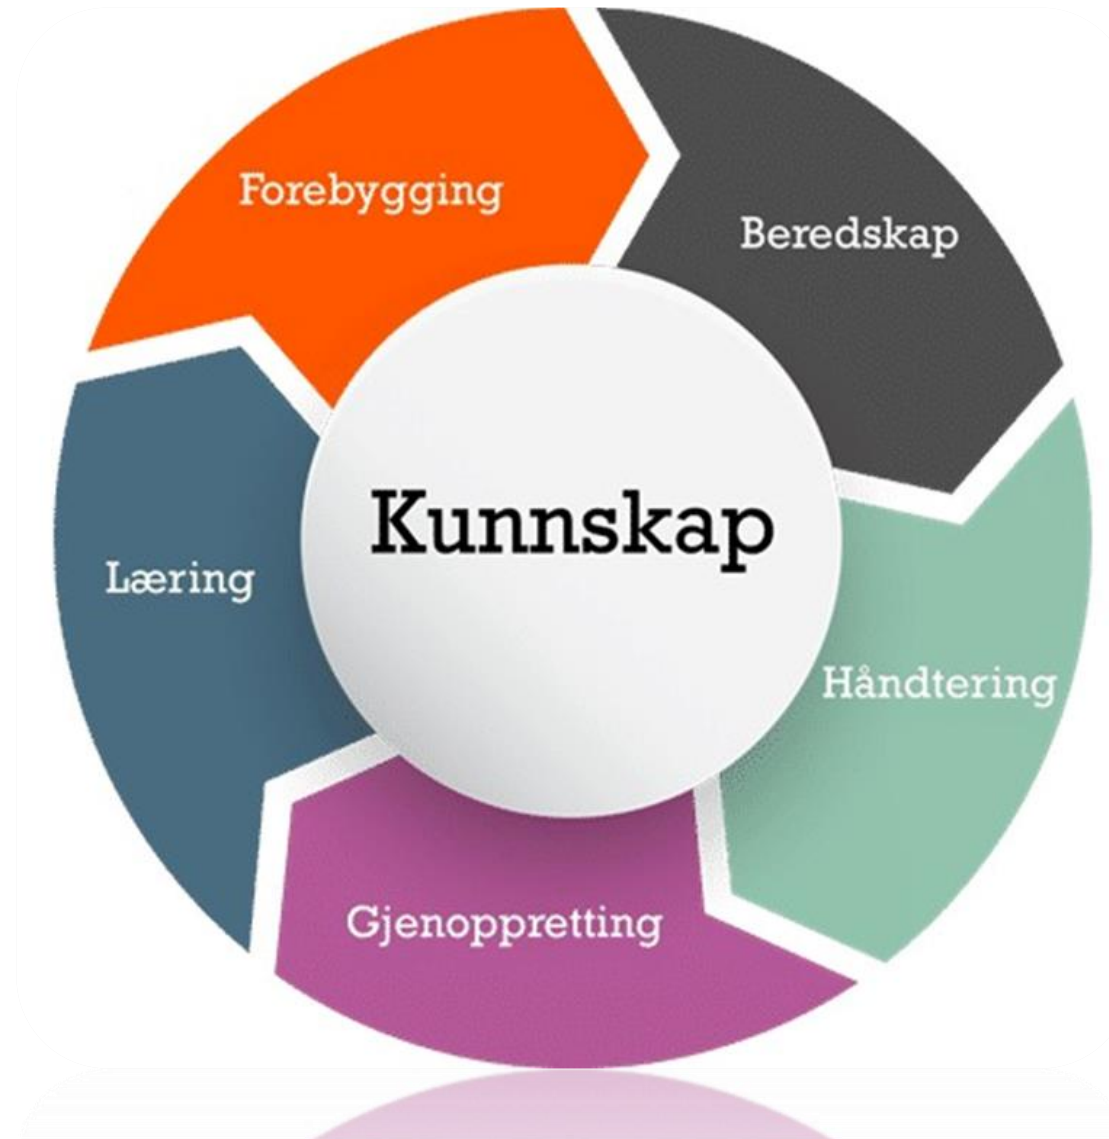 Forebygging
Beredskap
Kunnskap
Læring
Håndtering
Gjenoppretting